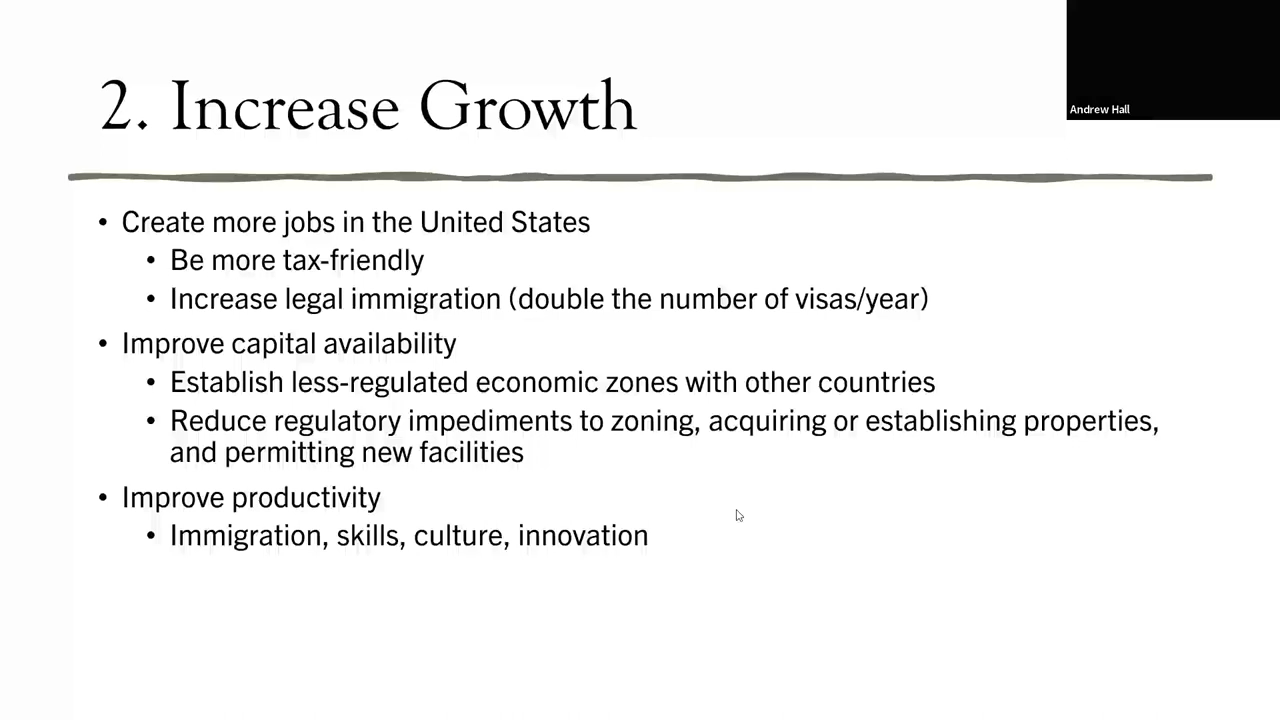 2. Increase Growth
Andrew Hall
• Create more jobs in the United States
• Be more tax-friendly
• Increase legal immigration (double the number of visas/year)
• Improve capital availability
• Establish less-regulated economic zones with other countries
• Reduce regulatory impediments to zoning, acquiring or establishing properties,
and permitting new facilities
• Improve productivity
• Immigration, skills, culture, innovation